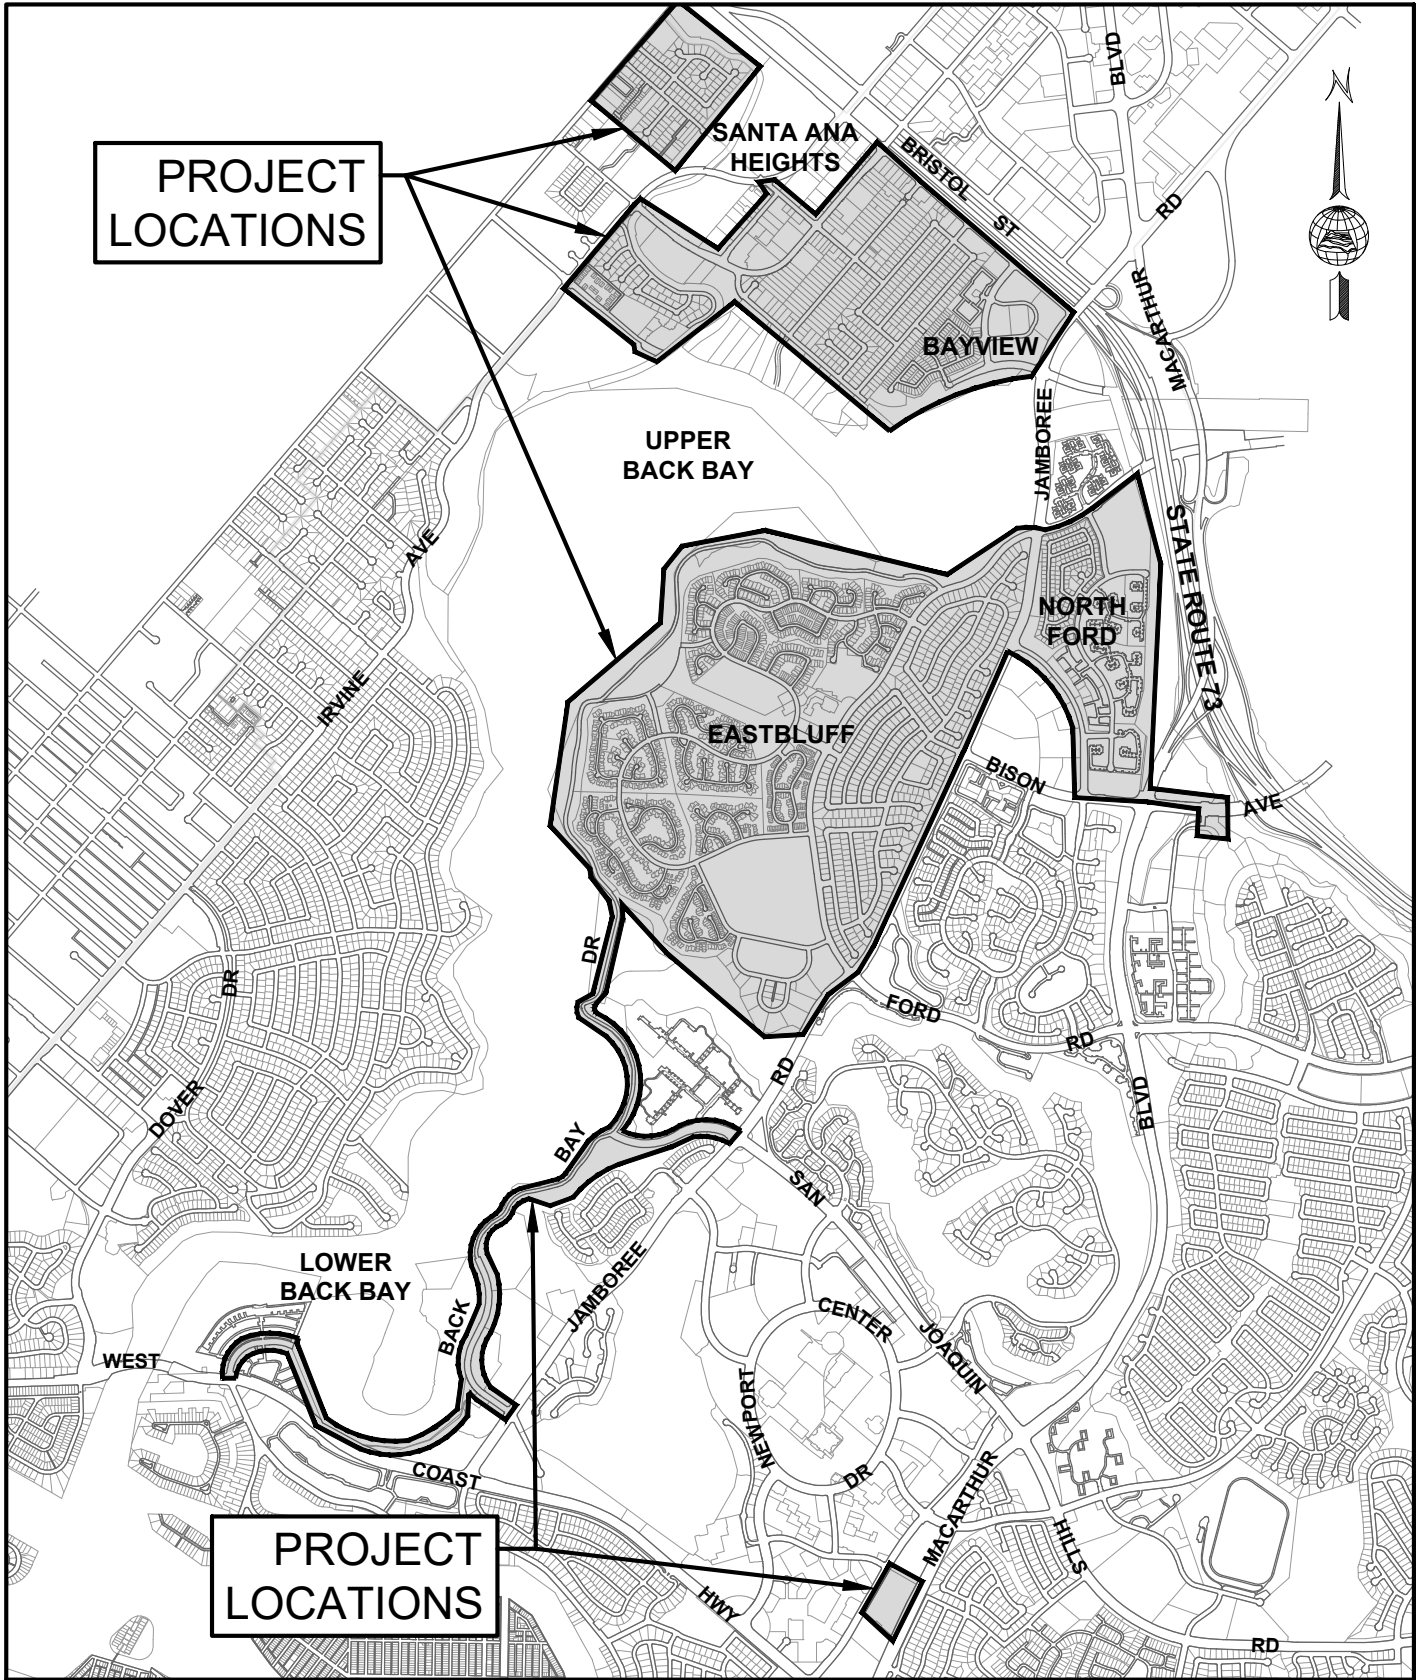 BLVD
N
SANTA ANA
HEIGHTS
BRISTOL
ST
RD
PROJECT
LOCATIONS
MACARTHUR
BAYVIEW
JAMBOREE
UPPER
BACK BAY
STATE ROUTE 73
AVE
IRVINE
NORTH
FORD
EASTBLUFF
BISON
AVE
DR
DR
FORD
RD
RD
BLVD
DOVER
BAY
SAN
LOWER
BACK BAY
JAMBOREE
BACK
CENTER
JOAQUIN
WEST
NEWPORT
COAST
DR
MACARTHUR
PROJECT
LOCATIONS
HILLS
HWY
RD